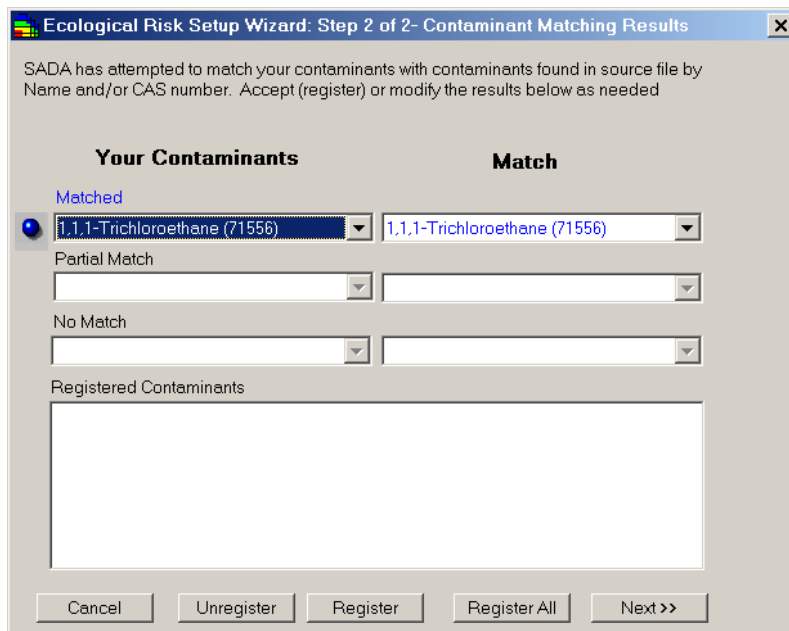 Ecological Risk Setup Wizard: Step 2 of 2- Contaminant Matching Results
SADA has attempted to match your contaminants with contaminants found in source file by
Name and/or CAS number. Accept (register) or modify the results below as needed
Your Contaminants
Match
Matched
1,1,1-Trichloroethane (71556)
1,1,1-Trichloroethane (71556)
Partial Match
No Match
Registered Contaminants
Cancel
Unregister
Register
Register All
Next >>